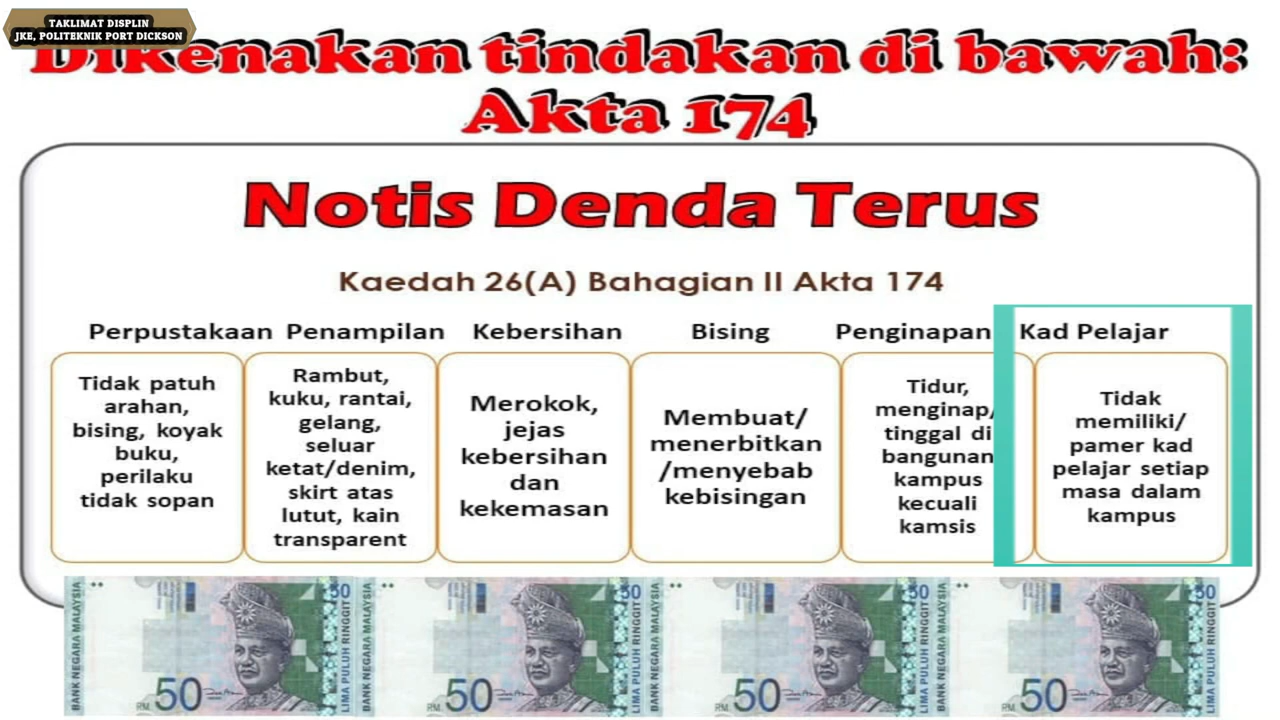 TAKLIMAT DISPLIN
JKE, POLITEKNIK PORT DICKSON
Dikenakan tindakan di bawah:
Akta 174
Notis Denda Terus
Kaedah 26(A) Bahagian II Akta 174
Perpustakaan
Tidak patuh
arahan,
bising, koyak
buku,
perilaku
tidak sopan
Penampilan
Rambut,
kuku, rantai,
gelang,
seluar
ketat/denim,
skirt atas
lutut, kain
transparent
Kebersihan
Merokok,
jejas
kebersihan
dan
kekemasan
Bising
Membuat/
menerbitkan
/menyebab
kebisingan
Penginapan
Tidur,
menginap/
tinggal di
bangunan
kampus
kecuali
kamsis
Kad Pelajar
Tidak
memiliki/
pamer kad
pelajar setiap
masa dalam
kampus
BANK NEGARA MALAYSIA
RM 50
LIMA PULUH RINGGIT
50
BANK NEGARA MALAYSIA
RM 50
LIMA PULUH RINGGIT
50
BANK NEGARA MALAYSIA
RM 50
LIMA PULUH RINGGIT
50
BANK NEGARA MALAYSIA
RM 50
LIMA PULUH RINGGIT
50